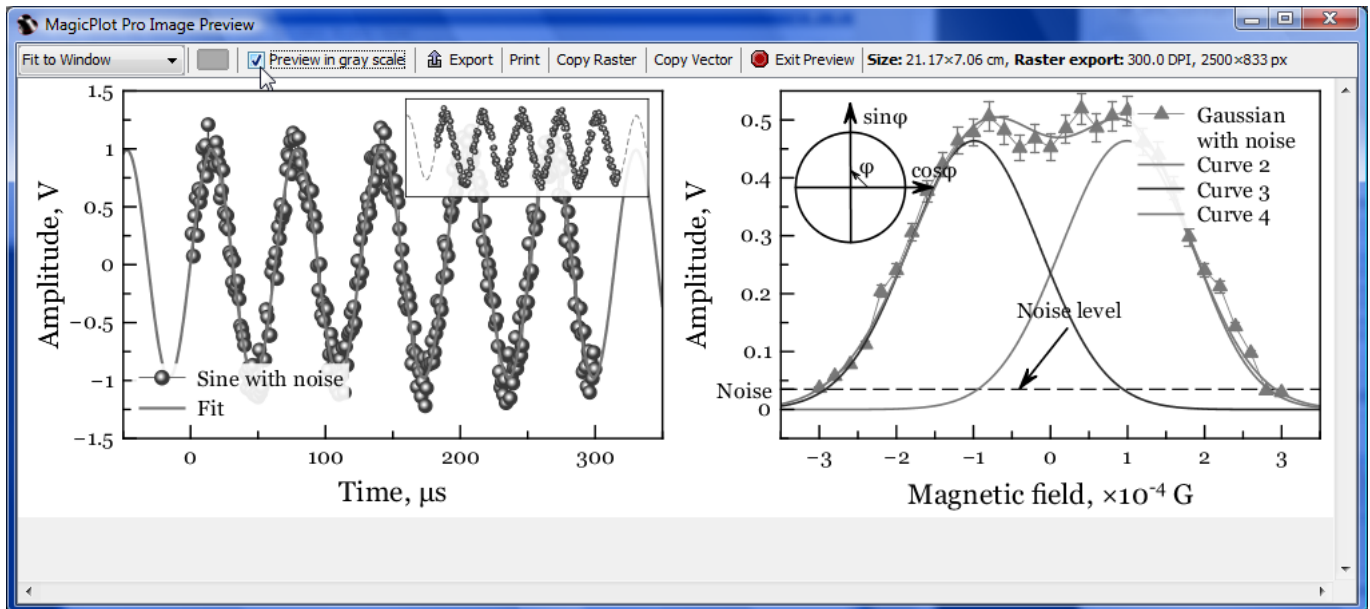 MagicPlot Pro Image Preview
Fit to Window Preview in gray scale Export Print Copy Raster Copy Vector Exit Preview Size: 21.17×7.06 cm, Raster export: 300.0 DPI, 2500×833 px
1.5
1
0.5
0
−0.5
−1
−1.5
Amplitude, V
Sine with noise
Fit
0 100 200 300
Time, µs
0.5
0.4
0.3
0.2
0.1
Noise
0
Amplitude, V
sinφ
φ
cosφ
Gaussian
with noise
Curve 2
Curve 3
Curve 4
Noise level
−3 −2 −1 0 1 2 3
Magnetic field, ×10⁻⁴ G